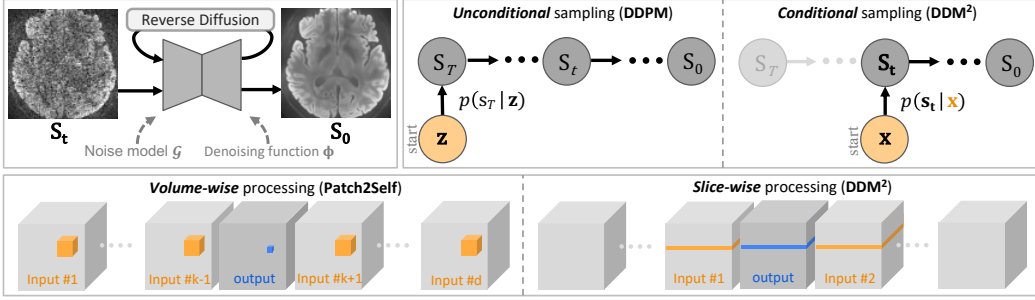 Reverse Diffusion
S_t
S_0
Noise model 𝒢
Denoising function ϕ
Unconditional sampling (DDPM)
S_T
S_t
S_0
p(s_T | z)
start
z
Conditional sampling (DDM²)
S_T
S_t
S_0
p(s_t | x)
start
x
Volume-wise processing (Patch2Self)
Input #1
Input #k-1
output
Input #k+1
Input #d
Slice-wise processing (DDM²)
Input #1
output
Input #2